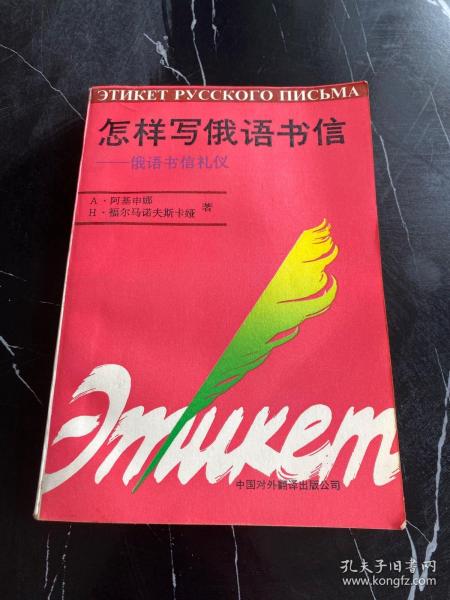 ЭТИКЕТ РУССКОГО ПИСЬМА
怎样写俄语书信
——俄语书信礼仪
А·阿基申娜
Н·福尔马诺夫斯卡娅 著
Этикет
中国对外翻译出版公司
孔夫子旧书网
www.kongfz.com